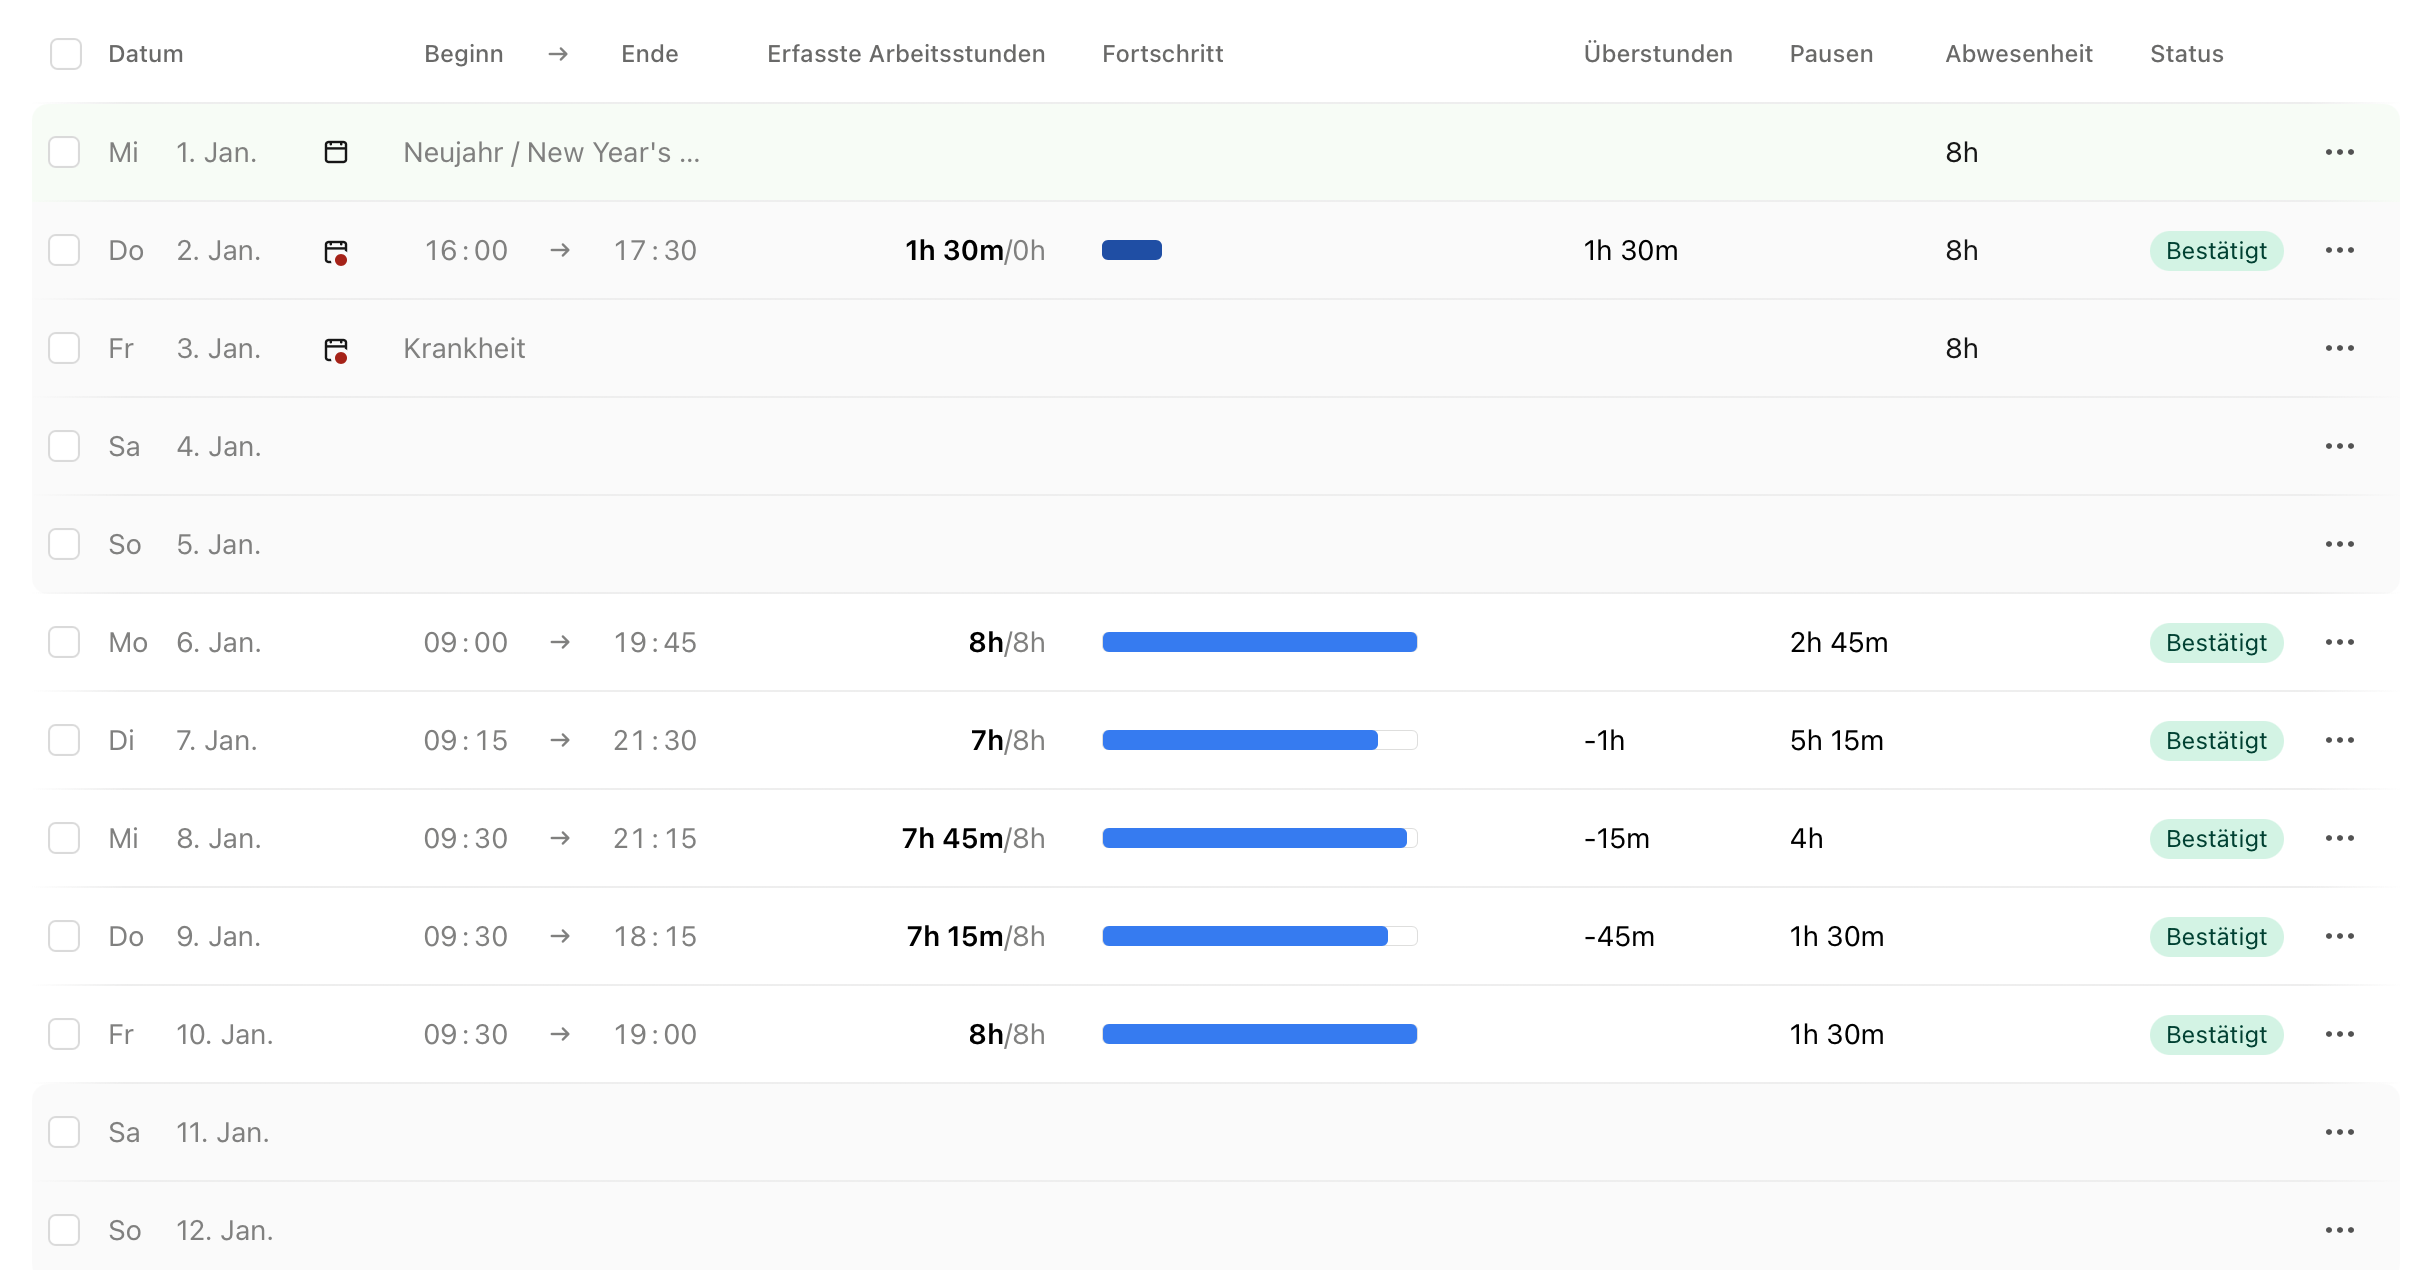 Datum Beginn → Ende Erfasste Arbeitsstunden Fortschritt Überstunden Pausen Abwesenheit Status
Mi 1. Jan. Neujahr / New Year's ... 8h
Do 2. Jan. 16:00 → 17:30 1h 30m/0h 1h 30m 8h Bestätigt
Fr 3. Jan. Krankheit 8h
Sa 4. Jan.
So 5. Jan.
Mo 6. Jan. 09:00 → 19:45 8h/8h 2h 45m Bestätigt
Di 7. Jan. 09:15 → 21:30 7h/8h -1h 5h 15m Bestätigt
Mi 8. Jan. 09:30 → 21:15 7h 45m/8h -15m 4h Bestätigt
Do 9. Jan. 09:30 → 18:15 7h 15m/8h -45m 1h 30m Bestätigt
Fr 10. Jan. 09:30 → 19:00 8h/8h 1h 30m Bestätigt
Sa 11. Jan.
So 12. Jan.